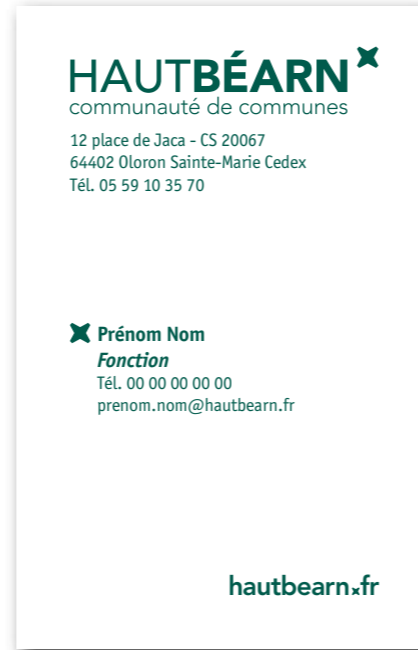 HAUTBÉARN
communauté de communes
12 place de Jaca - CS 20067
64402 Oloron Sainte-Marie Cedex
Tél. 05 59 10 35 70
Prénom Nom
Fonction
Tél. 00 00 00 00 00
prenom.nom@hautbearn.fr
hautbearn×fr